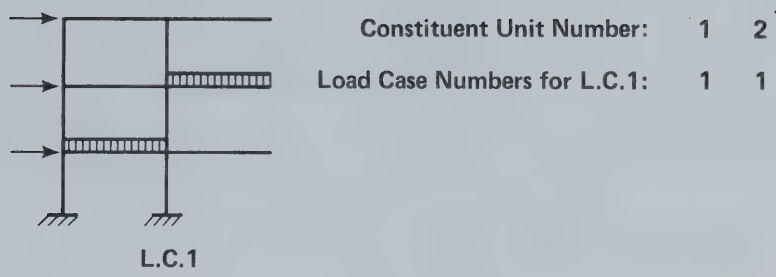 Constituent Unit Number: 1 2
Load Case Numbers for L.C.1: 1 1
L.C.1